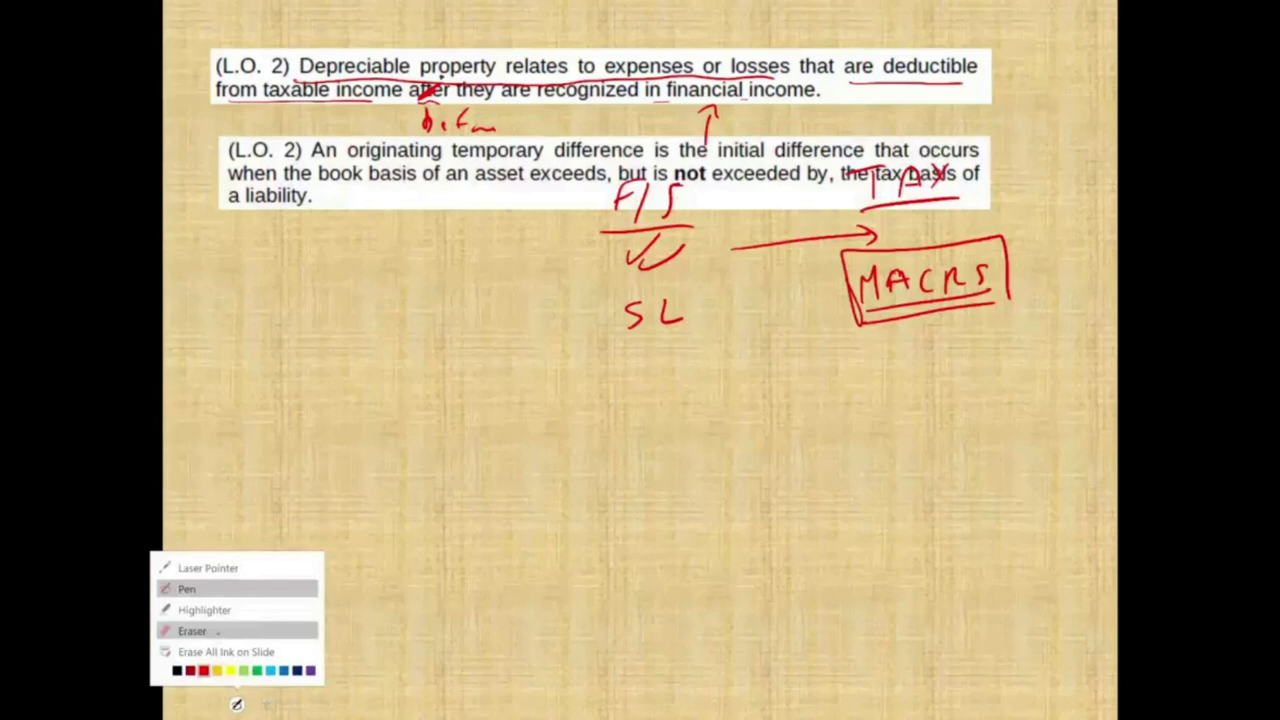 (L.O. 2) Depreciable property relates to expenses or losses that are deductible
from taxable income after they are recognized in financial income.
(L.O. 2) An originating temporary difference is the initial difference that occurs
when the book basis of an asset exceeds, but is not exceeded by, the tax basis of
a liability.
F/S
TAX
MACRS
SL
Laser Pointer
Pen
Highlighter
Eraser
Erase All Ink on Slide